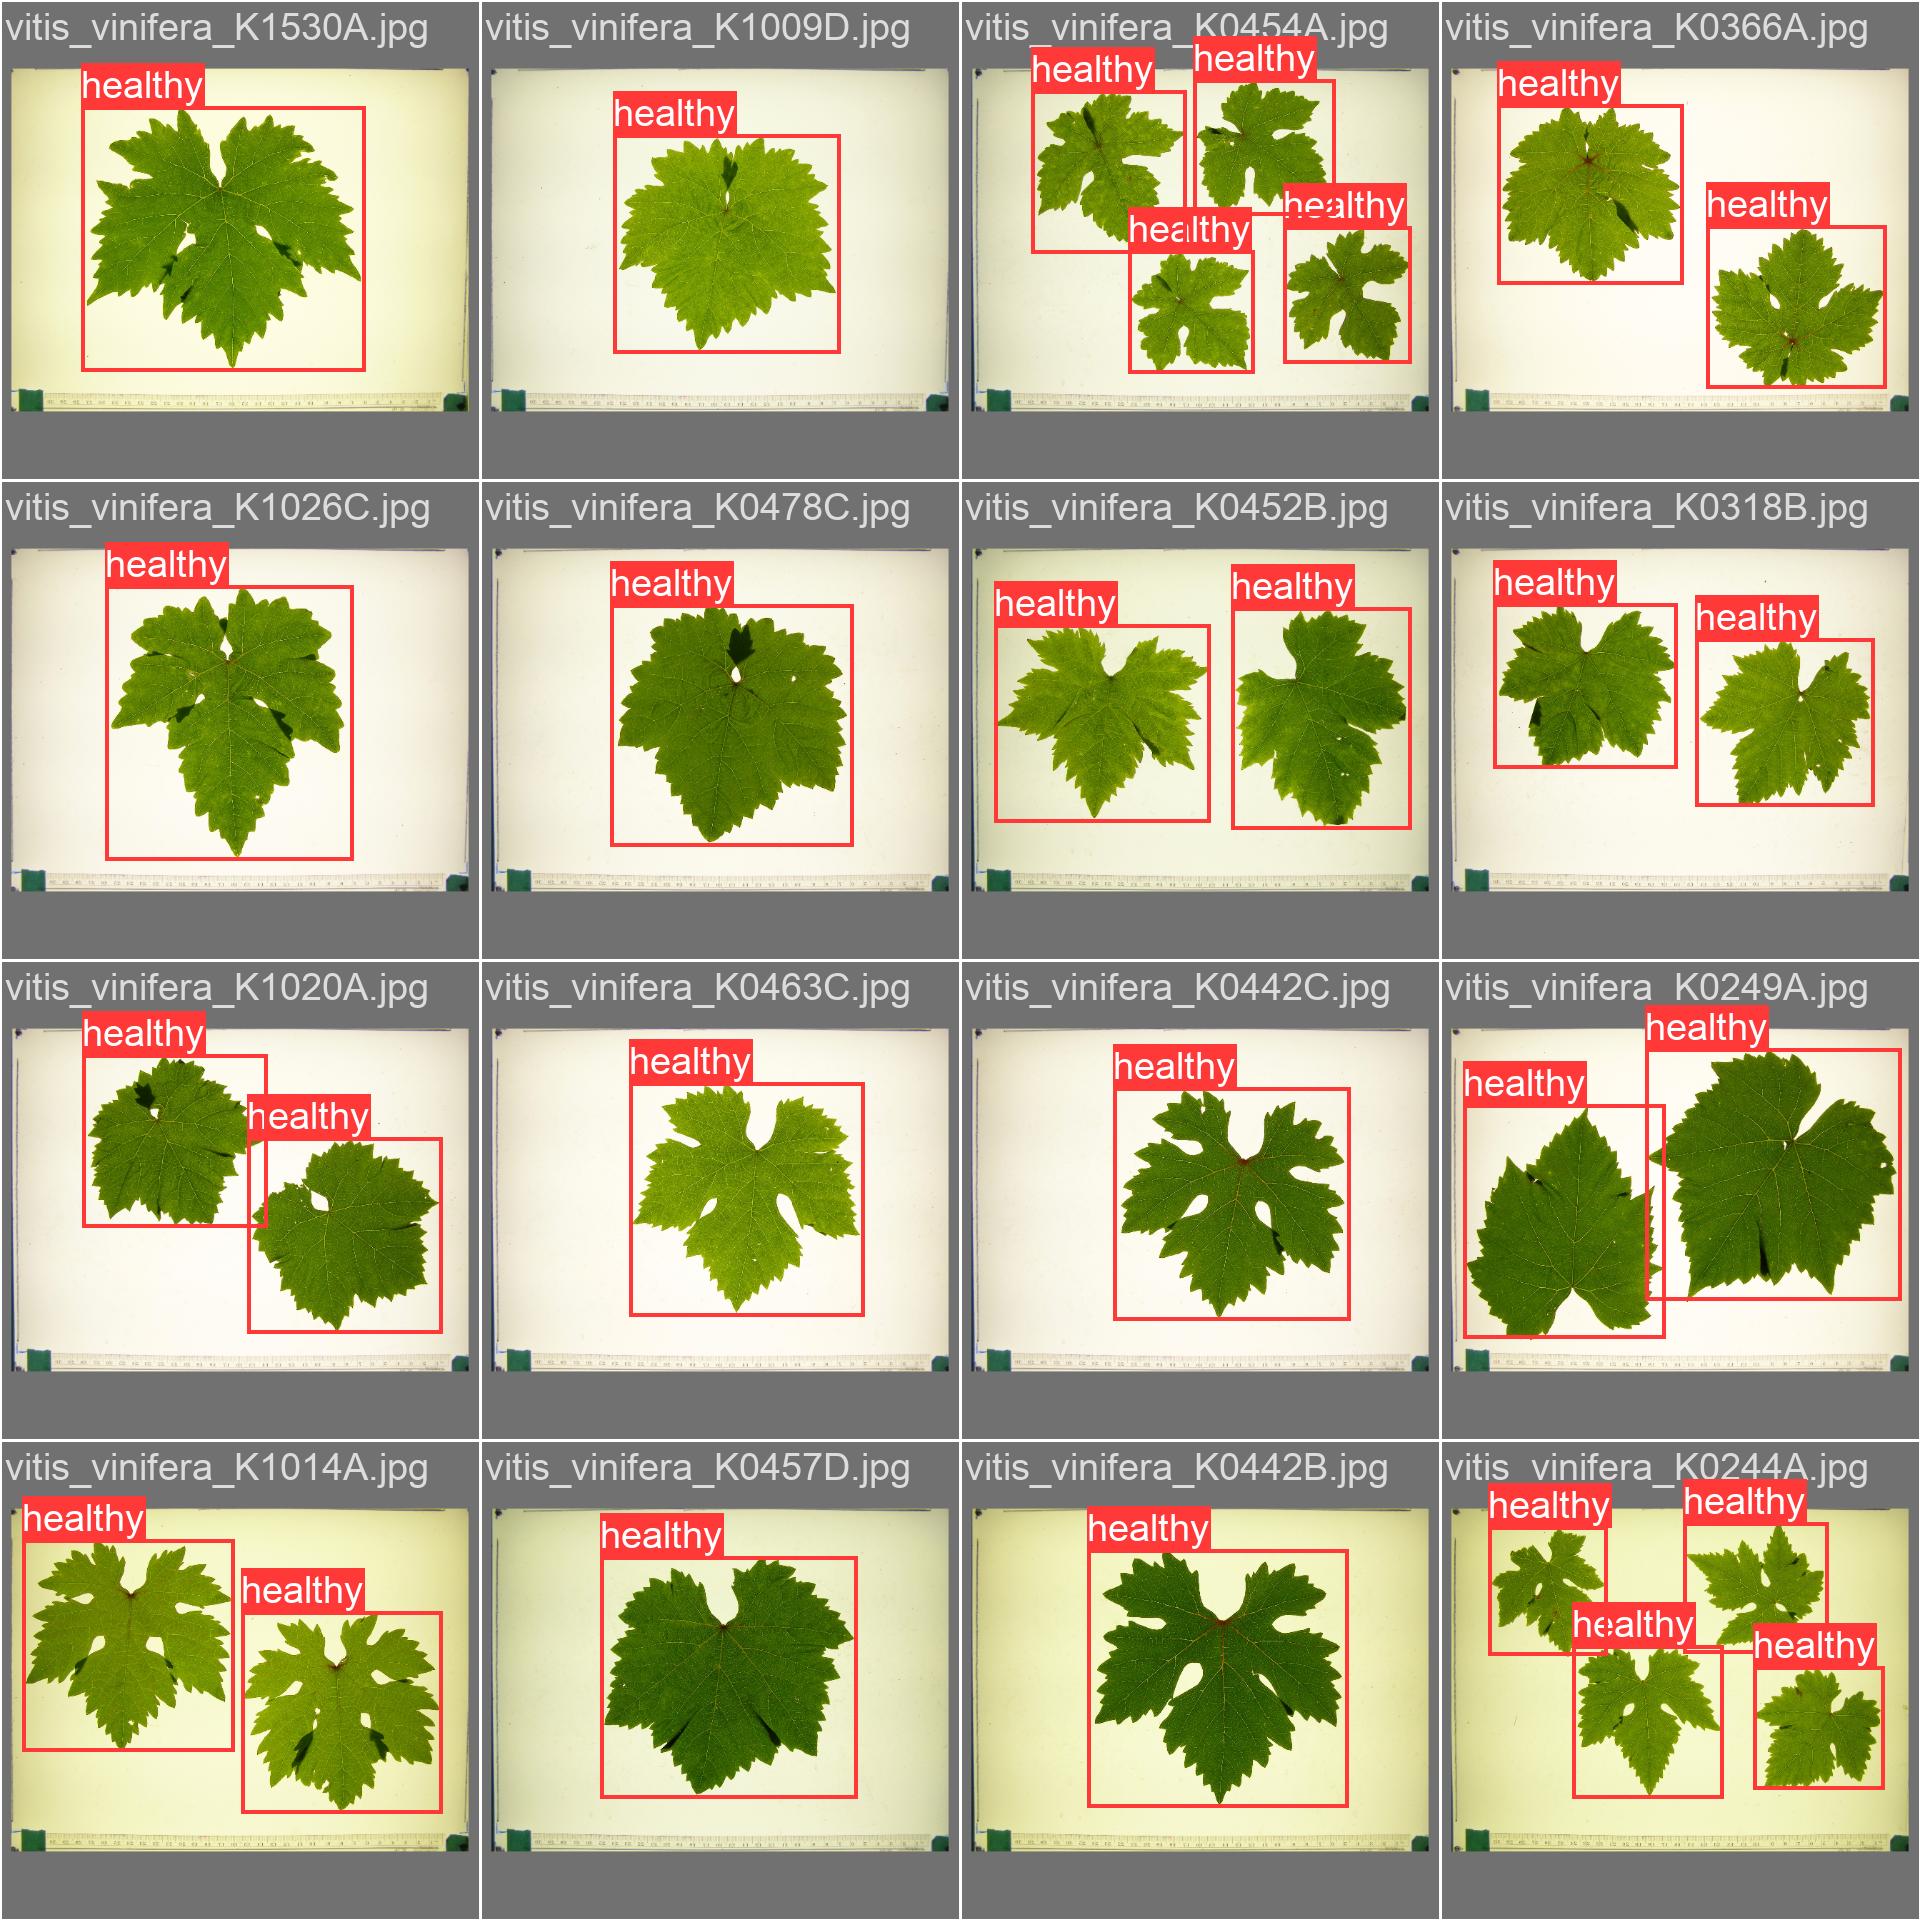 vitis_vinifera_K1530A.jpg
healthy
vitis_vinifera_K1009D.jpg
healthy
vitis_vinifera_K0454A.jpg
healthy
healthy
healthy
healthy
vitis_vinifera_K0366A.jpg
healthy
healthy
vitis_vinifera_K1026C.jpg
healthy
vitis_vinifera_K0478C.jpg
healthy
vitis_vinifera_K0452B.jpg
healthy
healthy
vitis_vinifera_K0318B.jpg
healthy
healthy
vitis_vinifera_K1020A.jpg
healthy
healthy
vitis_vinifera_K0463C.jpg
healthy
vitis_vinifera_K0442C.jpg
healthy
vitis_vinifera_K0249A.jpg
healthy
healthy
vitis_vinifera_K1014A.jpg
healthy
healthy
vitis_vinifera_K0457D.jpg
healthy
vitis_vinifera_K0442B.jpg
healthy
vitis_vinifera_K0244A.jpg
healthy
healthy
healthy
healthy